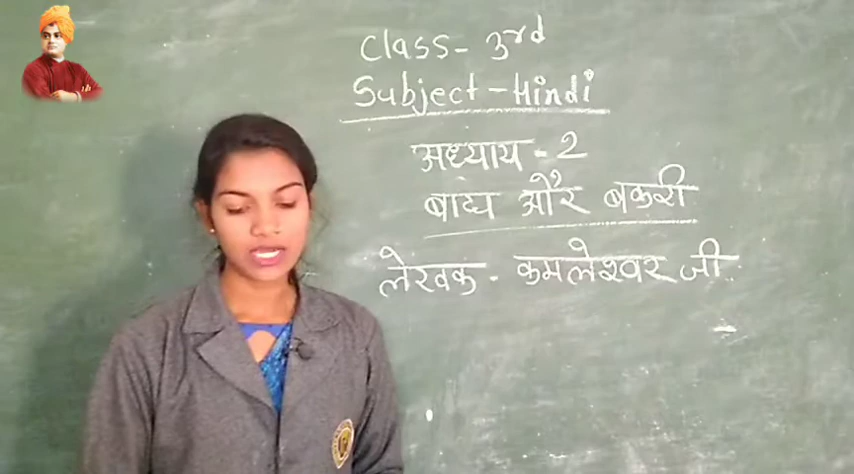 Class - 3rd
Subject - Hindi
अध्याय - 2
बाघ और बकरी
लेखक - कमलेश्वर जी